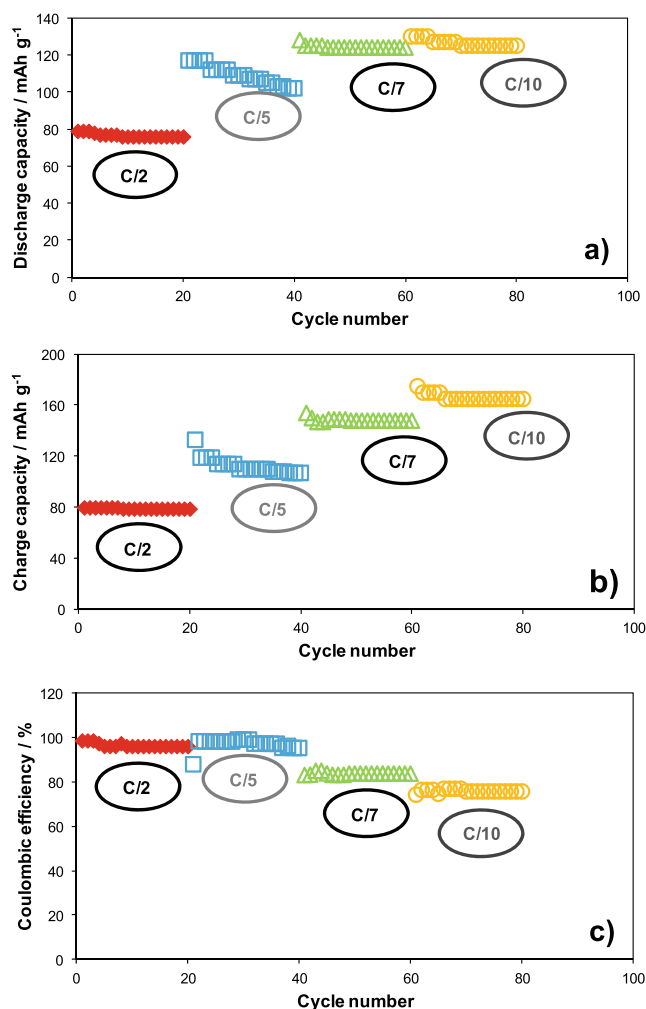 Discharge capacity / mAh g⁻¹
140
120
100
80
60
40
20
0
C/2
C/5
C/7
C/10
a)
0 20 40 60 80 100
Cycle number
Charge capacity / mAh g⁻¹
200
160
120
80
40
0
C/2
C/5
C/7
C/10
b)
0 20 40 60 80 100
Cycle number
Coulombic efficiency / %
120
100
80
60
40
20
0
C/2
C/5
C/7
C/10
c)
0 20 40 60 80 100
Cycle number